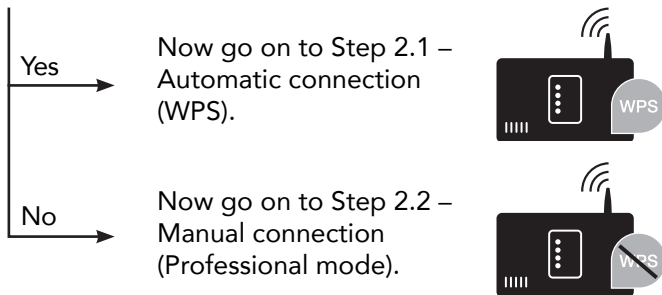 Yes
Now go on to Step 2.1 –
Automatic connection
(WPS).
WPS
No
Now go on to Step 2.2 –
Manual connection
(Professional mode).
WPS